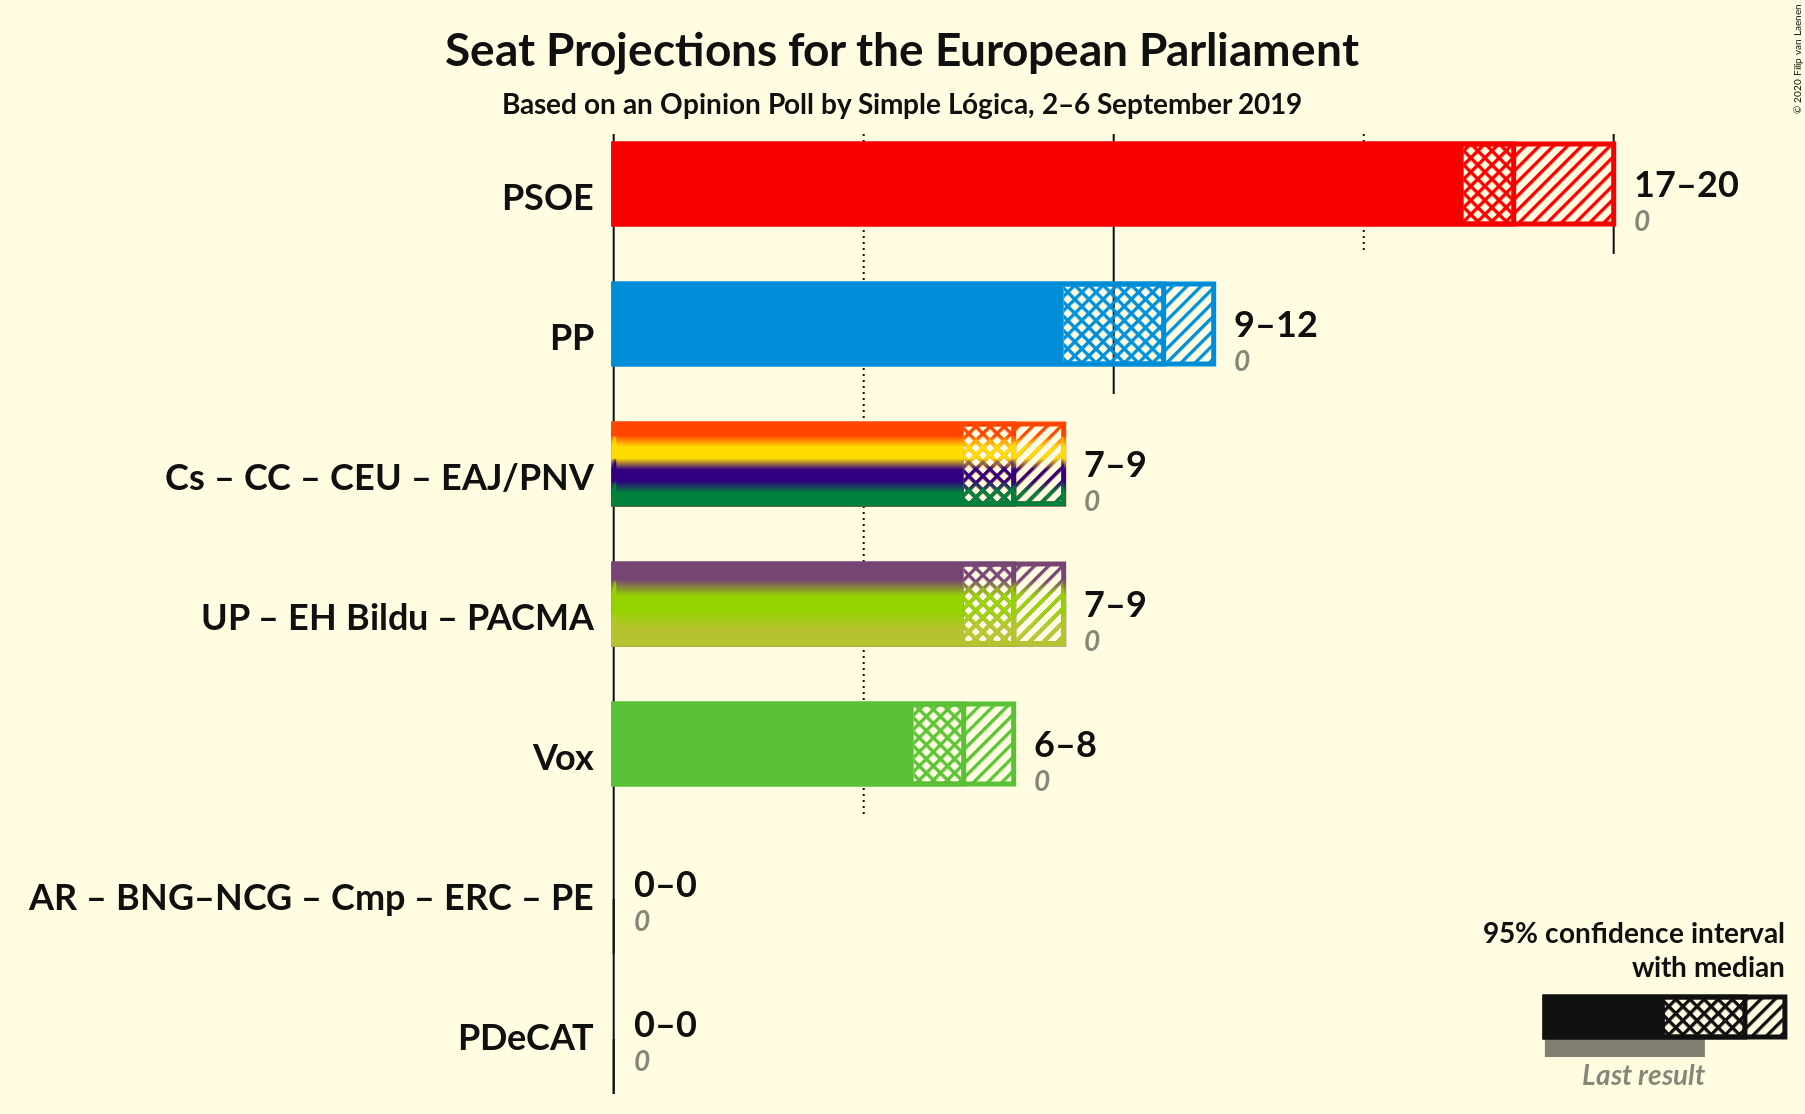 Seat Projections for the European Parliament
Based on an Opinion Poll by Simple Lógica, 2–6 September 2019
© 2020 Filip van Laenen
PSOE
17–20
0
PP
9–12
0
Cs – CC – CEU – EAJ/PNV
7–9
0
UP – EH Bildu – PACMA
7–9
0
Vox
6–8
0
AR – BNG–NCG – Cmp – ERC – PE
0–0
0
PDeCAT
0–0
0
95% confidence interval
with median
Last result